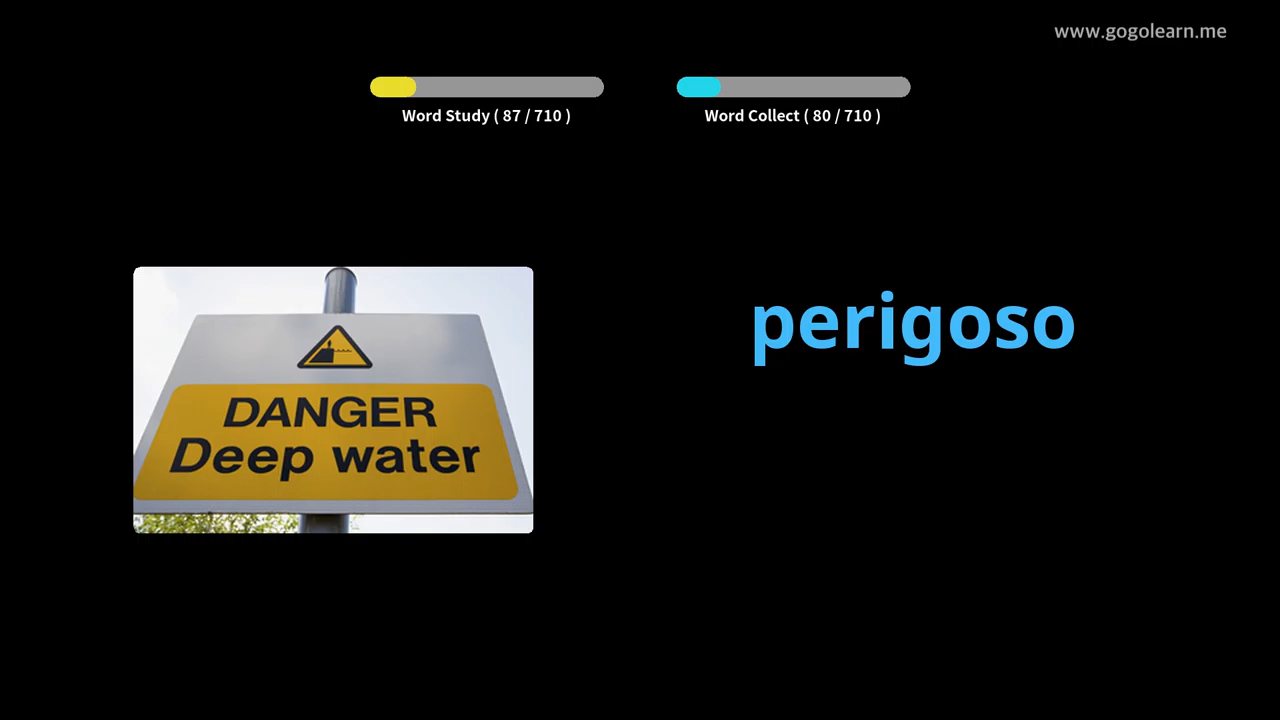 www.gogolearn.me
Word Study ( 87 / 710 )
Word Collect ( 80 / 710 )
DANGER
Deep water
perigoso